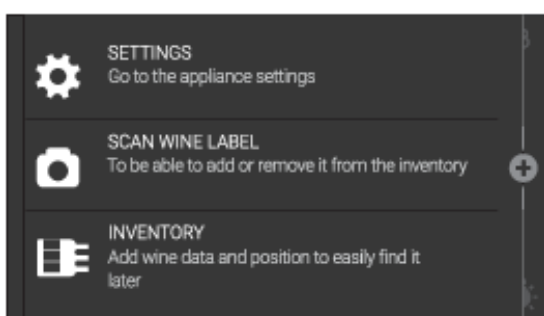 SETTINGS
Go to the appliance settings
SCAN WINE LABEL
To be able to add or remove it from the inventory
INVENTORY
Add wine data and position to easily find it
later